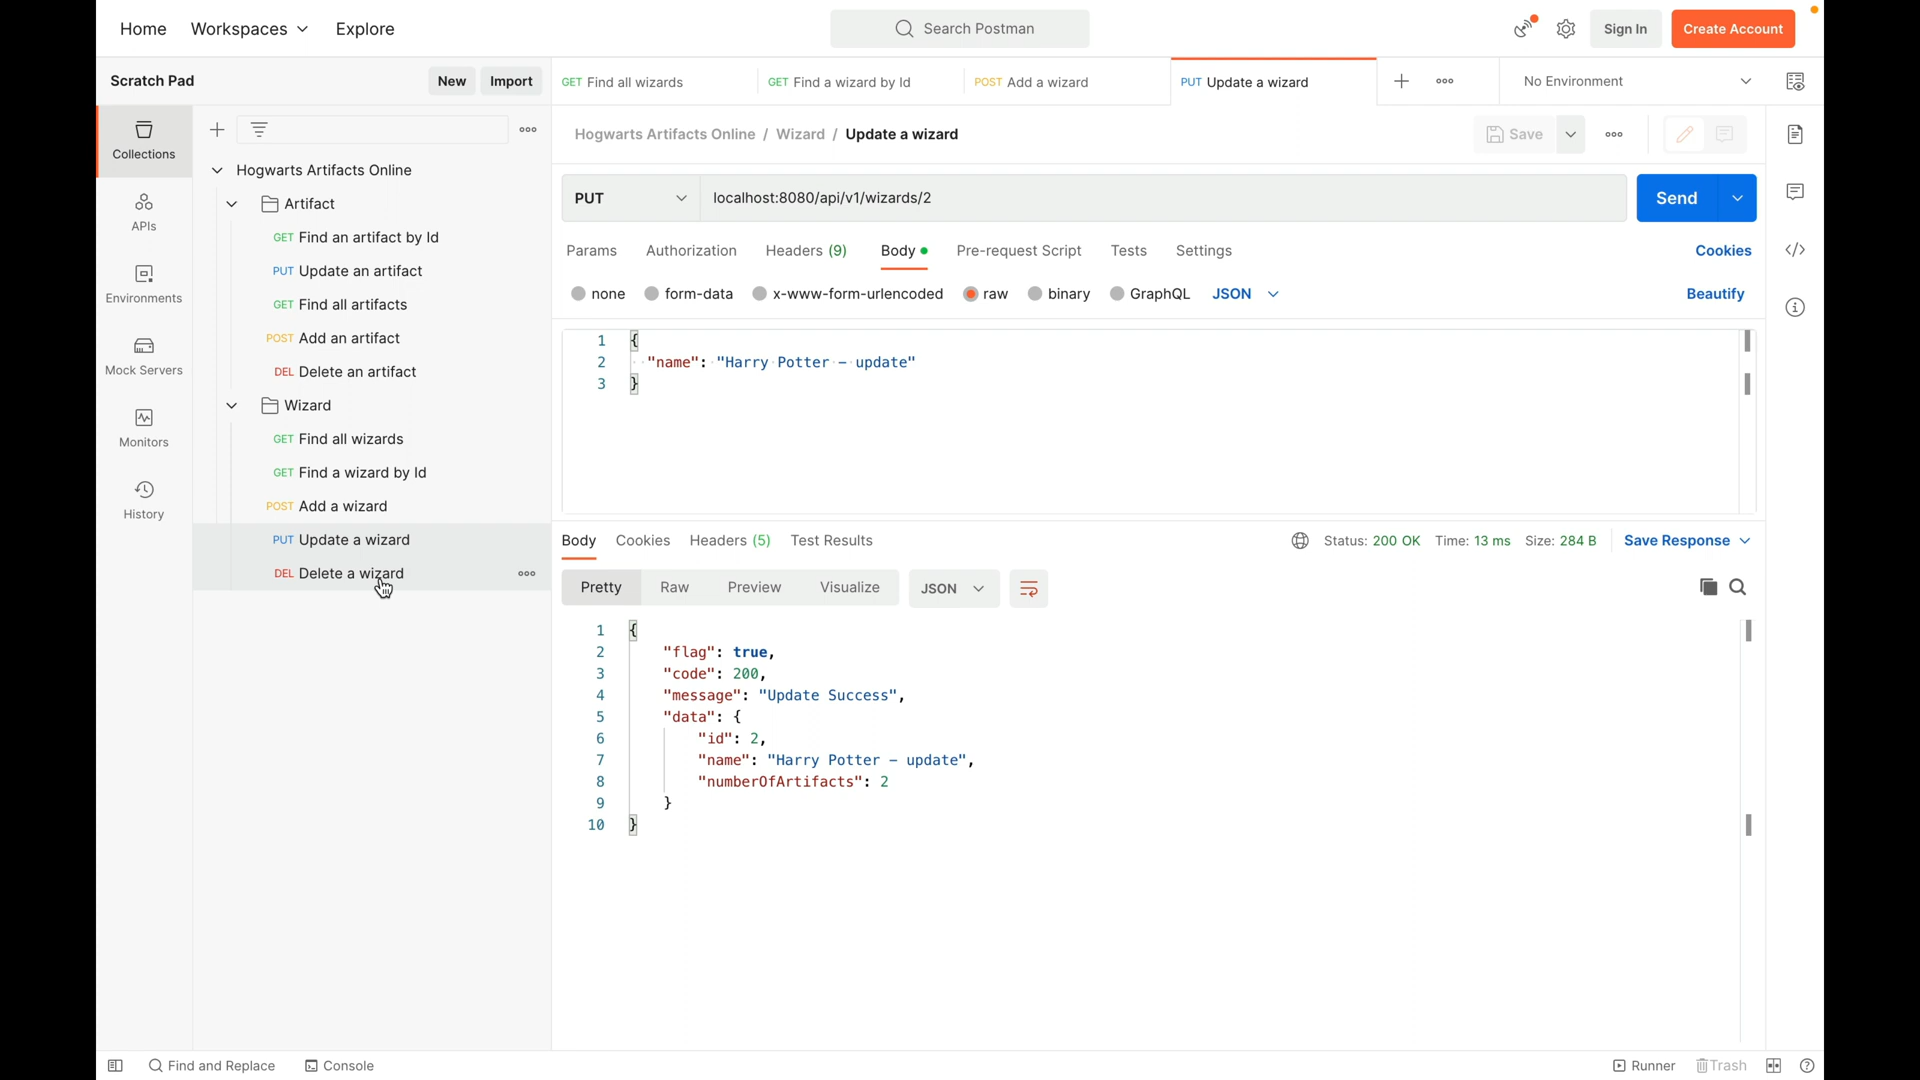 Home Workspaces Explore
Search Postman
Sign In Create Account
Scratch Pad New Import
GET Find all wizards
GET Find a wizard by Id
POST Add a wizard
PUT Update a wizard
No Environment
Collections
APIs
Environments
Mock Servers
Monitors
History
Hogwarts Artifacts Online
Artifact
GET Find an artifact by Id
PUT Update an artifact
GET Find all artifacts
POST Add an artifact
DEL Delete an artifact
Wizard
GET Find all wizards
GET Find a wizard by Id
POST Add a wizard
PUT Update a wizard
DEL Delete a wizard
Hogwarts Artifacts Online / Wizard / Update a wizard
Save
PUT localhost:8080/api/v1/wizards/2 Send
Params Authorization Headers (9) Body Pre-request Script Tests Settings Cookies
none form-data x-www-form-urlencoded raw binary GraphQL JSON Beautify
1 {
2 "name": "Harry Potter - update"
3 }
Body Cookies Headers (5) Test Results Status: 200 OK Time: 13 ms Size: 284 B Save Response
Pretty Raw Preview Visualize JSON
1 {
2 "flag": true,
3 "code": 200,
4 "message": "Update Success",
5 "data": {
6 "id": 2,
7 "name": "Harry Potter - update",
8 "numberOfArtifacts": 2
9 }
10 }
Find and Replace Console Runner Trash